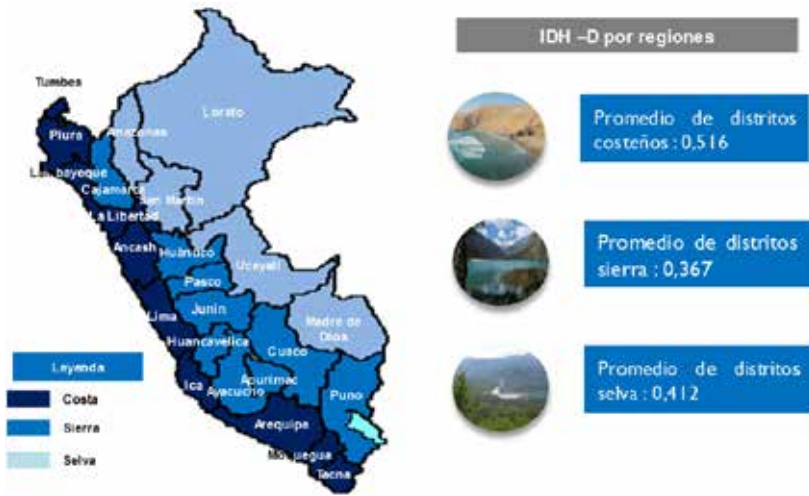 IDH –D por regiones
Tumbes
Loreto
Piura
Amazonas
Lambayeque
Cajamarca
San Martín
La Libertad
Ancash
Huánuco
Ucayali
Pasco
Junín
Lima
Madre de
Dios
Huancavelica
Cusco
Ica
Ayacucho
Apurímac
Puno
Arequipa
Moquegua
Tacna
Leyenda
Costa
Sierra
Selva
Promedio de distritos
costeños : 0,516
Promedio de distritos
sierra : 0,367
Promedio de distritos
selva : 0,412